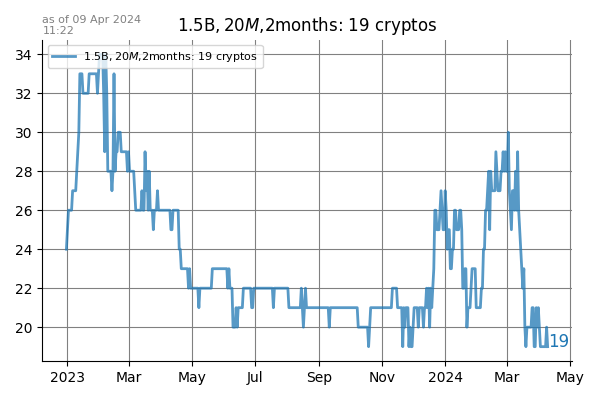 as of 09 Apr 2024
11:22
1.5B, 20M,2months: 19 cryptos
1.5B, 20M,2months: 19 cryptos
34
32
30
28
26
24
22
20
19
2023 Mar May Jul Sep Nov 2024 Mar May